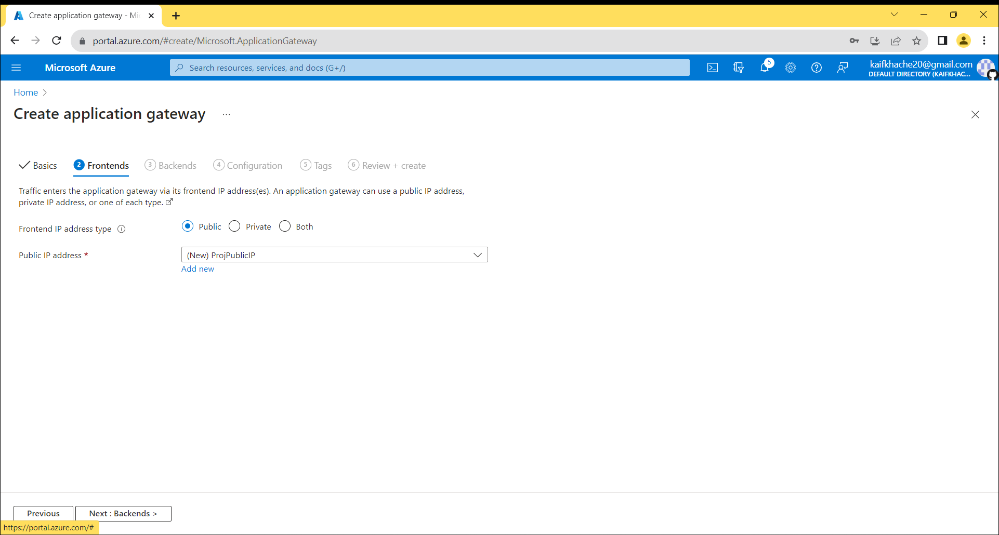 Create application gateway - Mi
portal.azure.com/#create/Microsoft.ApplicationGateway
Microsoft Azure
Search resources, services, and docs (G+/)
5
kaifkhache20@gmail.com
DEFAULT DIRECTORY (KAIFKHAC...
Home >
Create application gateway ...
Basics
2 Frontends
3 Backends
4 Configuration
5 Tags
6 Review + create
Traffic enters the application gateway via its frontend IP address(es). An application gateway can use a public IP address,
private IP address, or one of each type.
Frontend IP address type
Public
Private
Both
Public IP address *
(New) ProjPublicIP
Add new
Previous
Next : Backends >
https://portal.azure.com/#